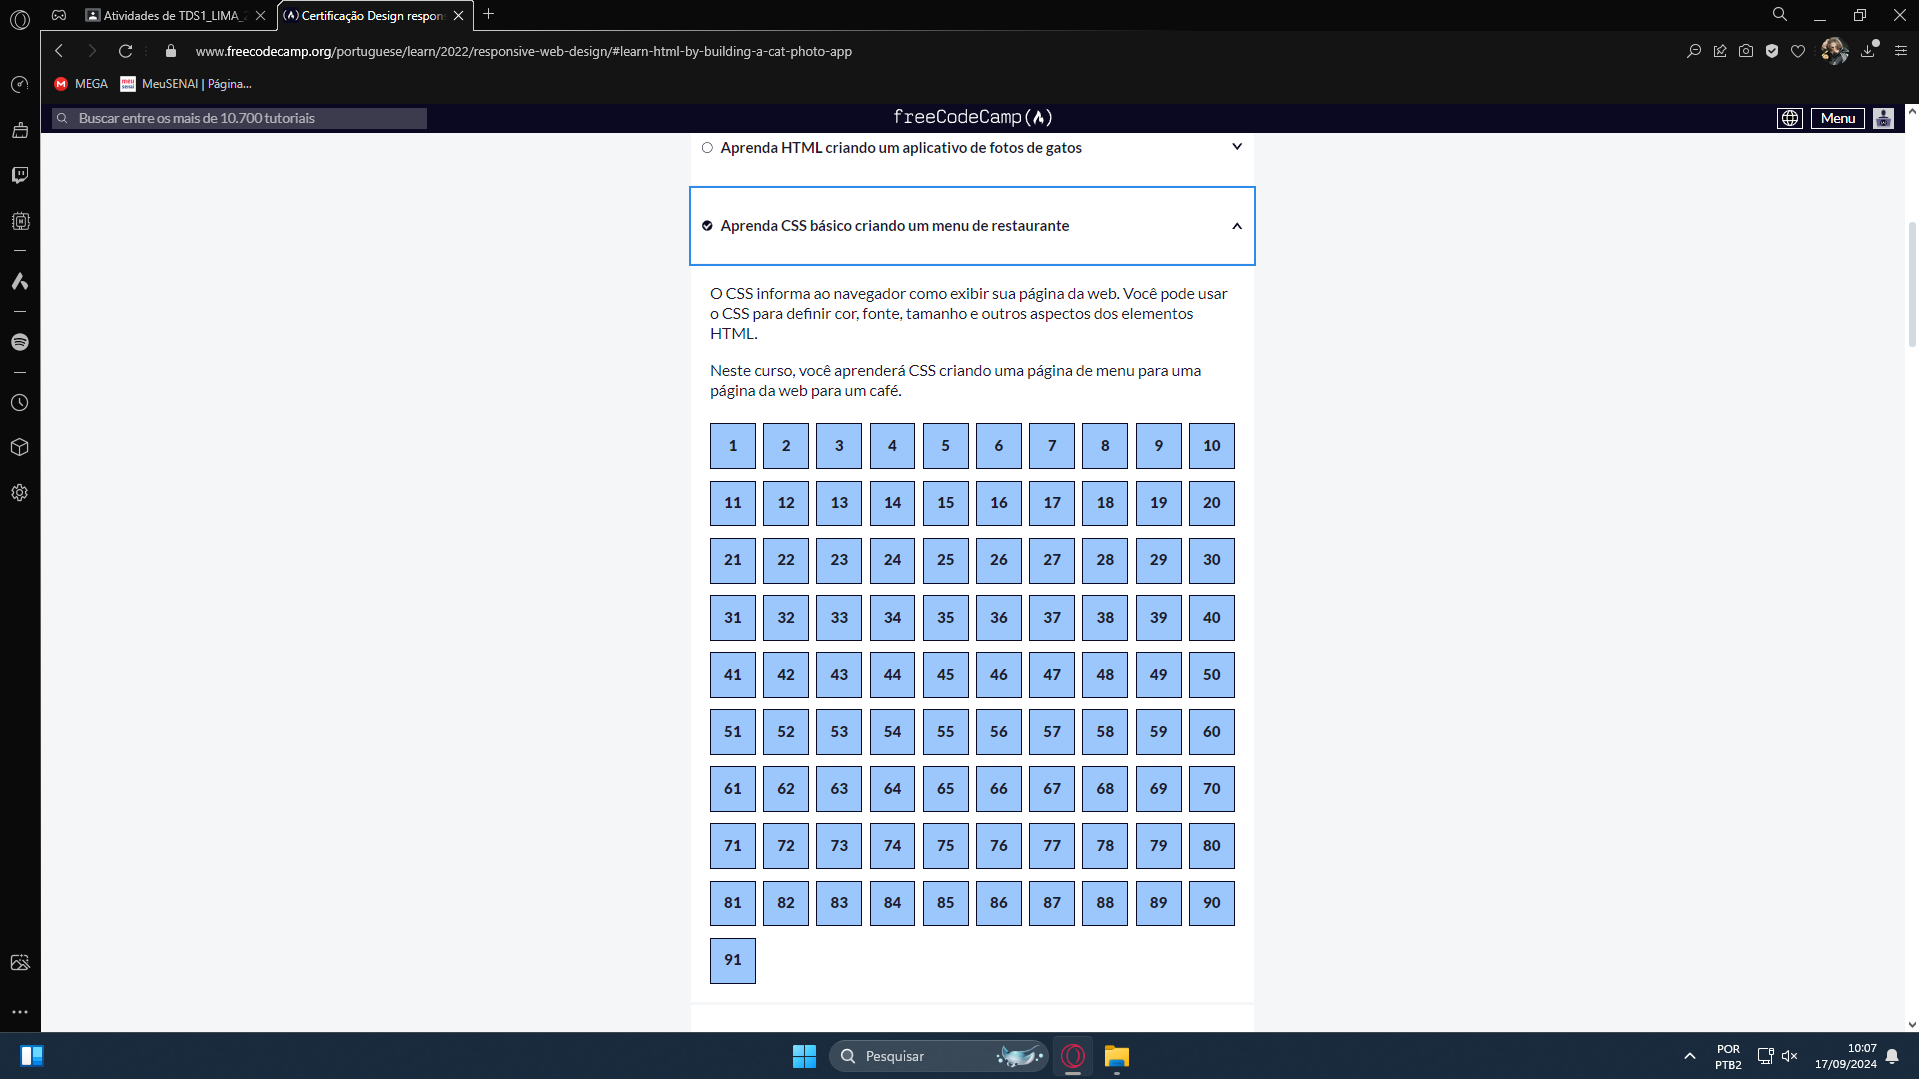 Atividades de TDS1_LIMA_2
Certificação Design respon
www.freecodecamp.org/portuguese/learn/2022/responsive-web-design/#learn-html-by-building-a-cat-photo-app
MEGA
MeuSENAI | Página...
Buscar entre os mais de 10.700 tutoriais
freeCodeCamp
Menu
Aprenda HTML criando um aplicativo de fotos de gatos
Aprenda CSS básico criando um menu de restaurante
O CSS informa ao navegador como exibir sua página da web. Você pode usar
o CSS para definir cor, fonte, tamanho e outros aspectos dos elementos
HTML.
Neste curso, você aprenderá CSS criando uma página de menu para uma
página da web para um café.
1 2 3 4 5 6 7 8 9 10
11 12 13 14 15 16 17 18 19 20
21 22 23 24 25 26 27 28 29 30
31 32 33 34 35 36 37 38 39 40
41 42 43 44 45 46 47 48 49 50
51 52 53 54 55 56 57 58 59 60
61 62 63 64 65 66 67 68 69 70
71 72 73 74 75 76 77 78 79 80
81 82 83 84 85 86 87 88 89 90
91
Pesquisar
POR
PTB2
10:07
17/09/2024